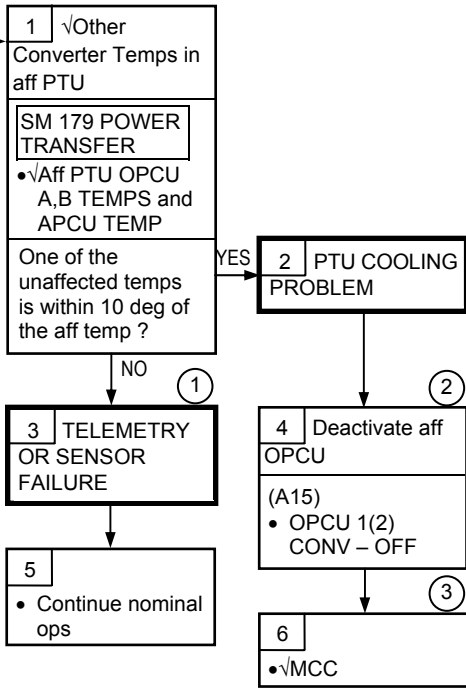 1 √Other
Converter Temps in
aff PTU
SM 179 POWER
TRANSFER
•√Aff PTU OPCU
A,B TEMPS and
APCU TEMP
One of the
unaffected temps
is within 10 deg of
the aff temp ?
YES
2 PTU COOLING
PROBLEM
NO
1
3 TELEMETRY
OR SENSOR
FAILURE
2
4 Deactivate aff
OPCU
(A15)
• OPCU 1(2)
CONV – OFF
5
• Continue nominal
ops
3
6
•√MCC